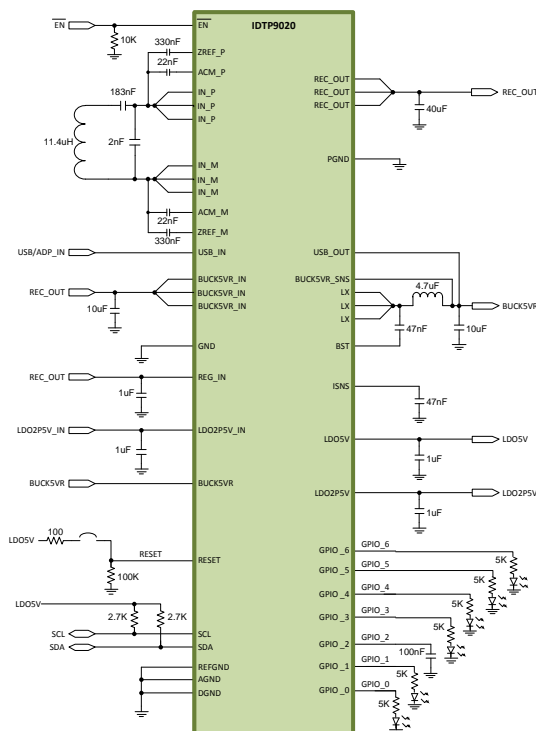 EN
EN
IDTP9020
10K
330nF
ZREF_P
22nF
ACM_P
183nF
IN_P
IN_P
IN_P
11.4uH
2nF
IN_M
IN_M
IN_M
ACM_M
22nF
ZREF_M
330nF
USB/ADP_IN
USB_IN
BUCK5VR_IN
REC_OUT
BUCK5VR_IN
BUCK5VR_IN
10uF
GND
REC_OUT
REG_IN
1uF
LDO2P5V_IN
LDO2P5V_IN
1uF
BUCK5VR
BUCK5VR
100
LDO5V
RESET
RESET
100K
LDO5V
2.7K
2.7K
SCL
SCL
SDA
SDA
REFGND
AGND
DGND
REC_OUT
REC_OUT
REC_OUT
REC_OUT
40uF
PGND
USB_OUT
BUCK5VR_SNS
4.7uF
LX
LX
LX
BUCK5VR
47nF
10uF
BST
ISNS
47nF
LDO5V
LDO5V
1uF
LDO2P5V
LDO2P5V
1uF
GPIO_6
GPIO_6
5K
GPIO_5
GPIO_5
5K
GPIO_4
GPIO_4
5K
GPIO_3
GPIO_3
5K
GPIO_2
GPIO_2
100nF
GPIO_1
GPIO_1
5K
GPIO_0
GPIO_0
5K